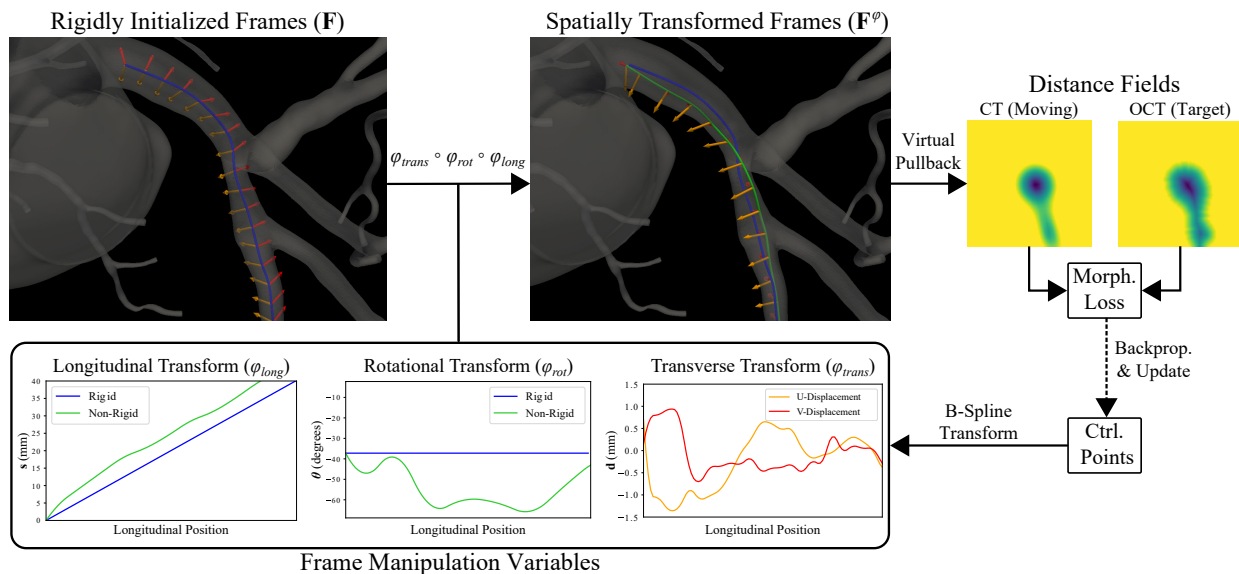 Rigidly Initialized Frames (F)
Spatially Transformed Frames (F^φ)
φ_trans ∘ φ_rot ∘ φ_long
Virtual
Pullback
Distance Fields
CT (Moving)
OCT (Target)
Morph.
Loss
Backprop.
& Update
Ctrl.
Points
B-Spline
Transform
Longitudinal Transform (φ_long)
40
35
30
25
20
15
10
5
0
s (mm)
Rigid
Non-Rigid
Longitudinal Position
Rotational Transform (φ_rot)
−10
−20
−30
−40
−50
−60
θ (degrees)
Rigid
Non-Rigid
Longitudinal Position
Transverse Transform (φ_trans)
1.5
1.0
0.5
0.0
−0.5
−1.0
−1.5
d (mm)
U-Displacement
V-Displacement
Longitudinal Position
Frame Manipulation Variables